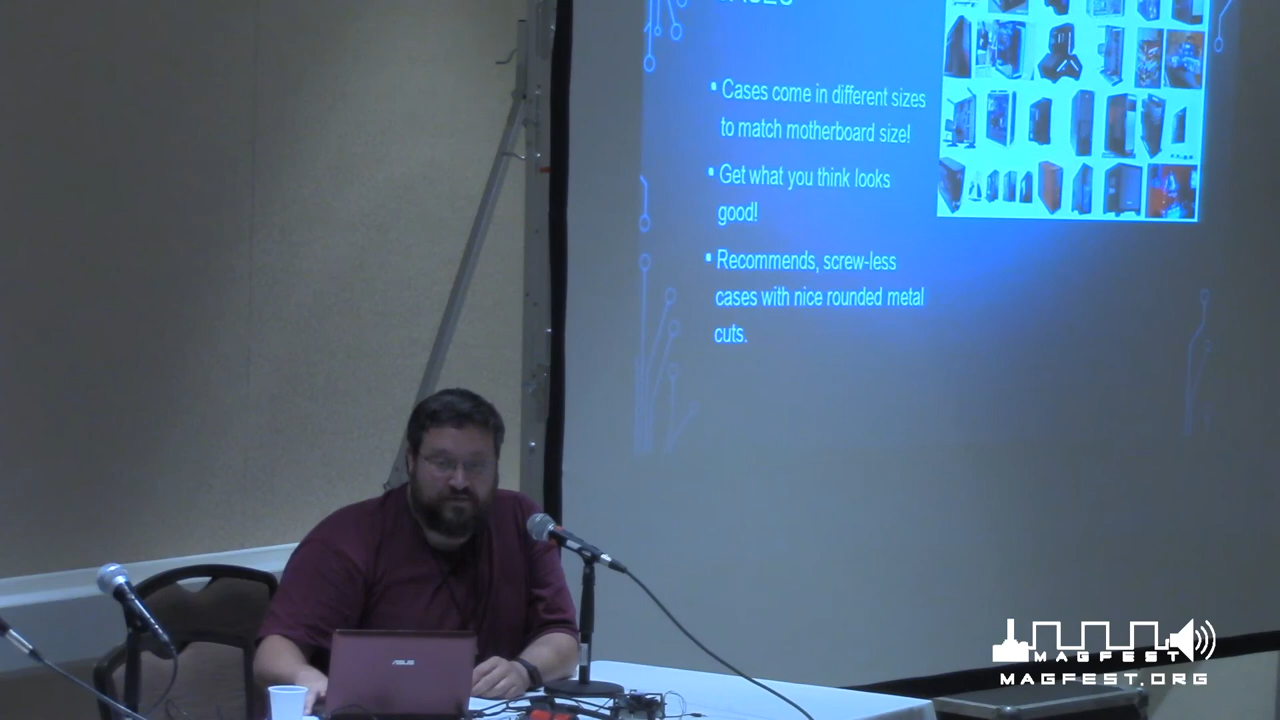 ▪ Cases come in different sizes
to match motherboard size!
▪ Get what you think looks
good!
▪ Recommends, screw-less
cases with nice rounded metal
cuts.
ASUS
MAGFEST
MAGFEST.ORG